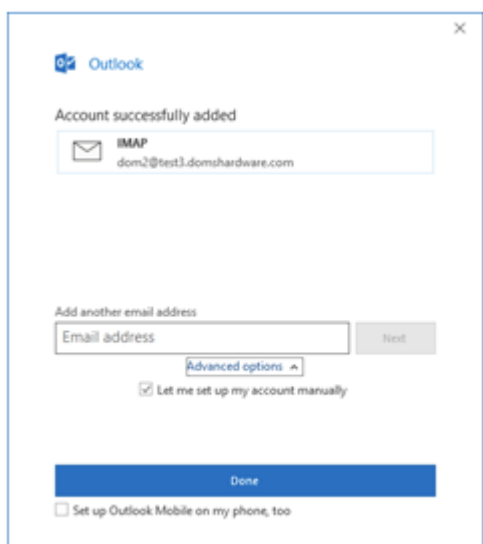 Outlook
Account successfully added
IMAP
dom2@test3.domshardware.com
Add another email address
Email address
Next
Advanced options
Let me set up my account manually
Done
Set up Outlook Mobile on my phone, too